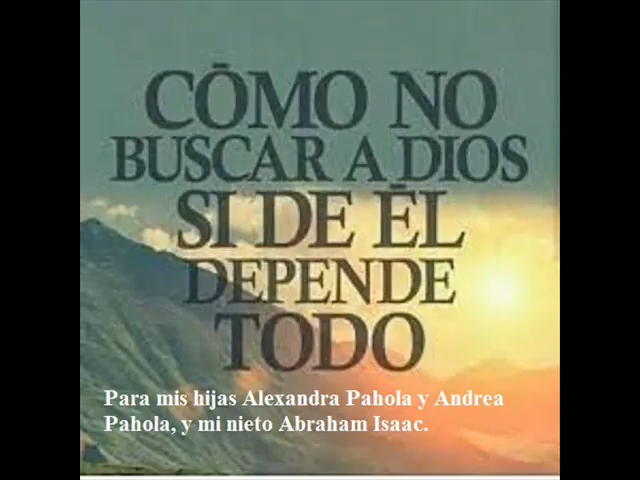 CÓMO NO
BUSCAR A DIOS
SI DE ÉL
DEPENDE
TODO
Para mis hijas Alexandra Pahola y Andrea
Pahola, y mi nieto Abraham Isaac.